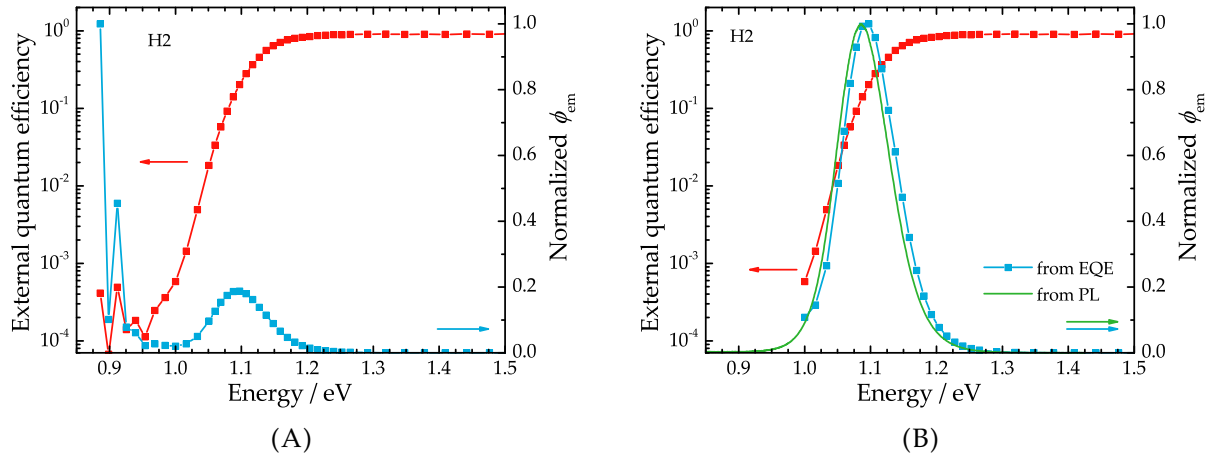 H2
External quantum efficiency
10⁰
10⁻¹
10⁻²
10⁻³
10⁻⁴
0.9 1.0 1.1 1.2 1.3 1.4 1.5
Energy / eV
1.0
0.8
0.6
0.4
0.2
0.0
Normalized ϕem
(A)
H2
External quantum efficiency
10⁰
10⁻¹
10⁻²
10⁻³
10⁻⁴
from EQE
from PL
0.9 1.0 1.1 1.2 1.3 1.4 1.5
Energy / eV
1.0
0.8
0.6
0.4
0.2
0.0
Normalized ϕem
(B)